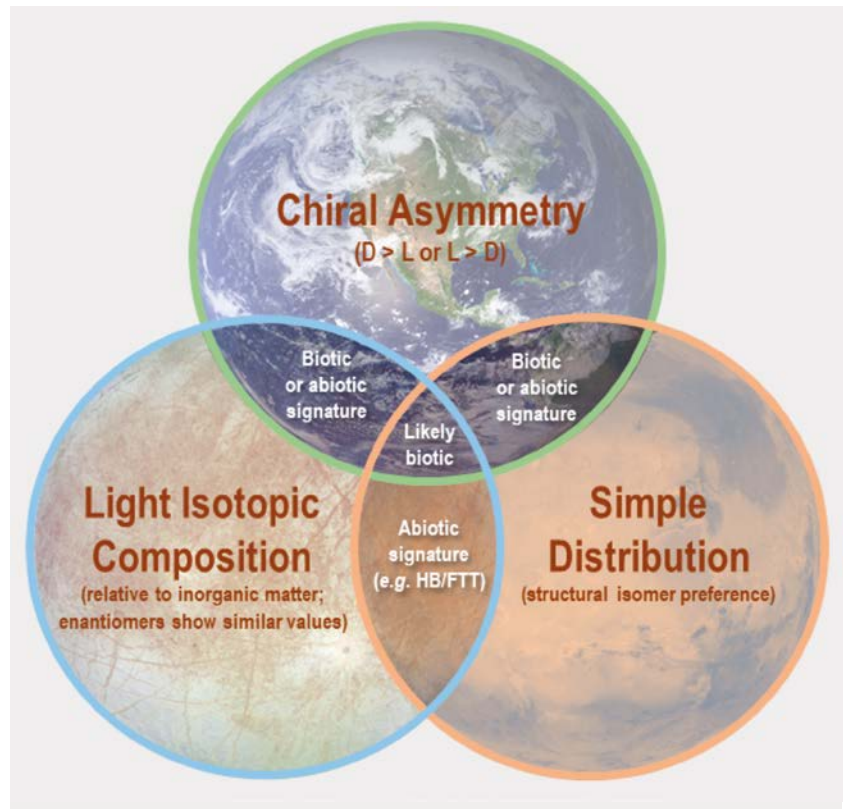 Chiral Asymmetry
(D > L or L > D)
Biotic
or abiotic
signature
Biotic
or abiotic
signature
Likely
biotic
Light Isotopic
Composition
(relative to inorganic matter;
enantiomers show similar values)
Abiotic
signature
(e.g. HB/FTT)
Simple
Distribution
(structural isomer preference)